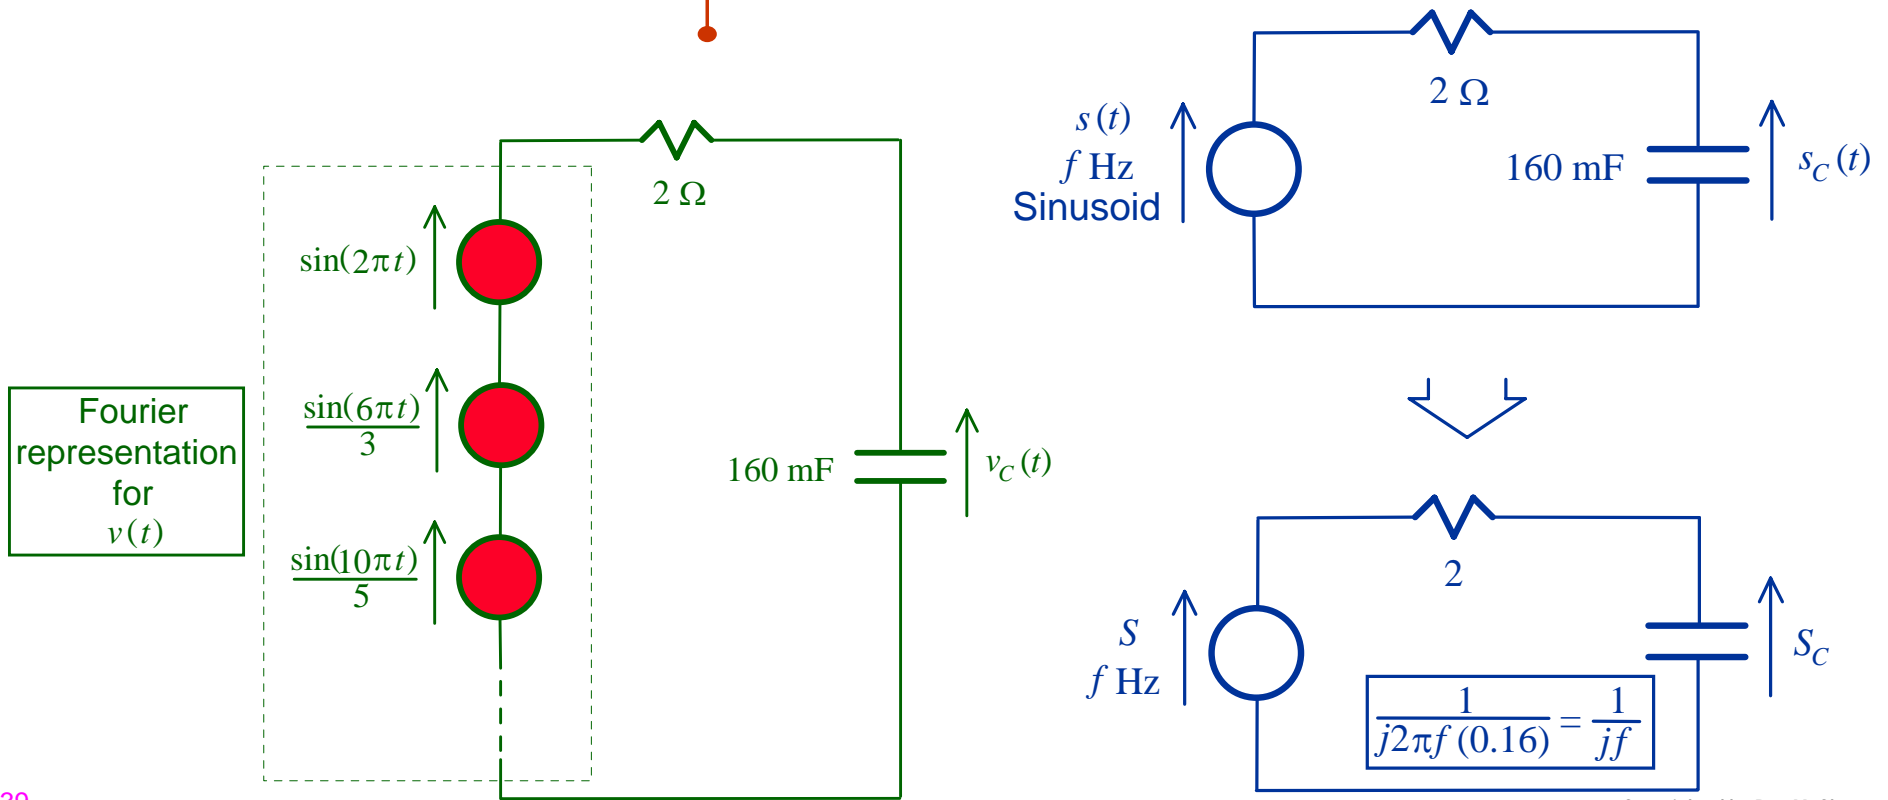 Fourier
representation
for
v(t)
sin(2πt)
sin(6πt)
3
sin(10πt)
5
2 Ω
160 mF
v_C(t)
s(t)
f Hz
Sinusoid
2 Ω
160 mF
s_C(t)
S
f Hz
2
S_C
1
j2πf(0.16)
=
1
jf